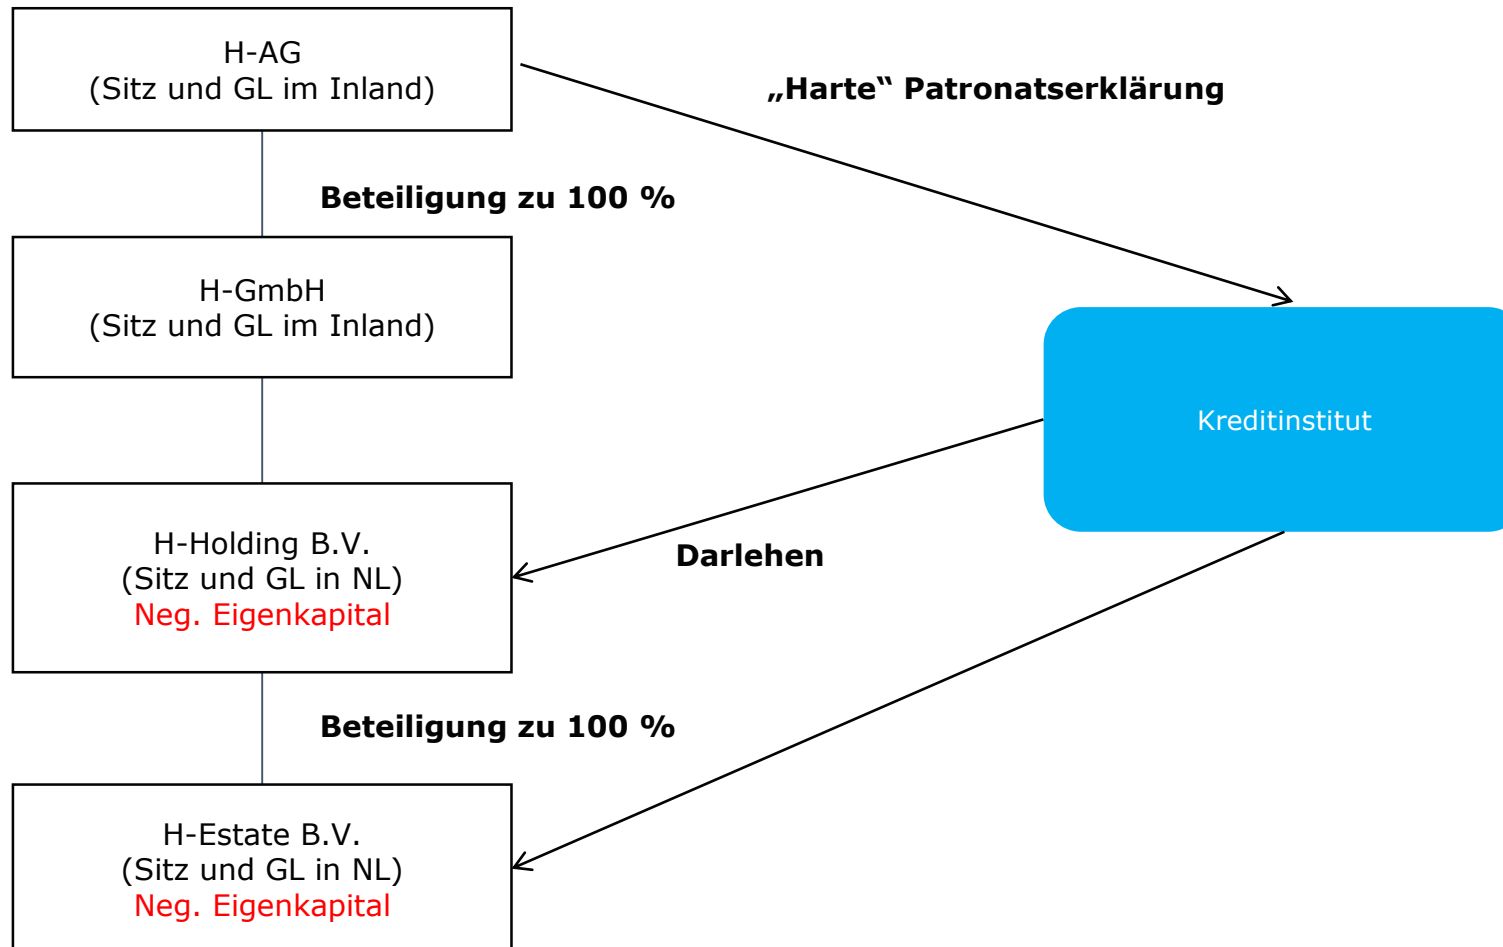 H-AG
(Sitz und GL im Inland)
„Harte“ Patronatserklärung
Beteiligung zu 100 %
H-GmbH
(Sitz und GL im Inland)
Kreditinstitut
H-Holding B.V.
(Sitz und GL in NL)
Neg. Eigenkapital
Darlehen
Beteiligung zu 100 %
H-Estate B.V.
(Sitz und GL in NL)
Neg. Eigenkapital